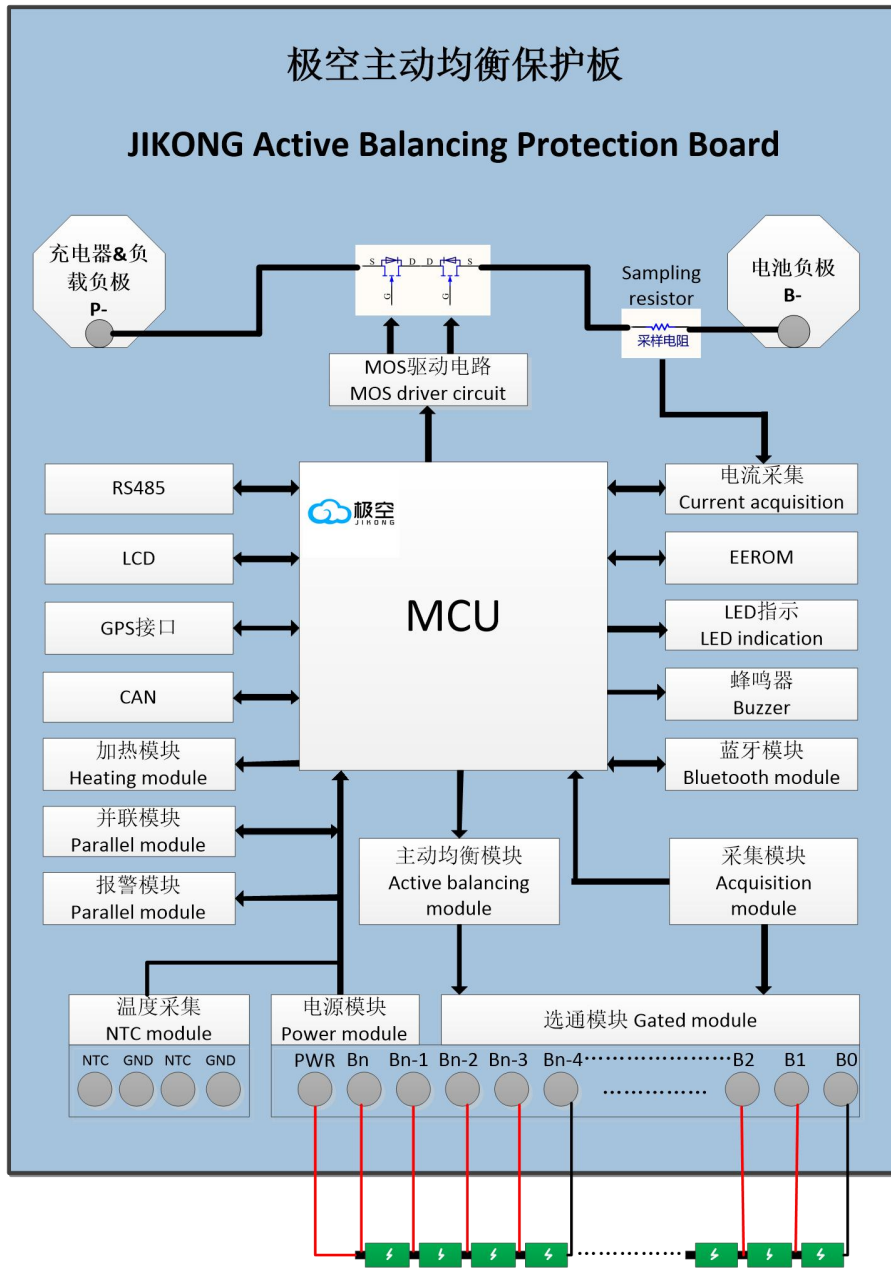 极空主动均衡保护板
JIKONG Active Balancing Protection Board
充电器&负
载负极
P-
S
D
D
S
G
G
Sampling
resistor
采样电阻
电池负极
B-
MOS驱动电路
MOS driver circuit
极空
JIKONG
MCU
RS485
LCD
GPS接口
CAN
加热模块
Heating module
并联模块
Parallel module
报警模块
Parallel module
电流采集
Current acquisition
EEROM
LED指示
LED indication
蜂鸣器
Buzzer
蓝牙模块
Bluetooth module
主动均衡模块
Active balancing
module
采集模块
Acquisition
module
温度采集
NTC module
电源模块
Power module
选通模块 Gated module
NTC GND NTC GND
PWR Bn Bn-1 Bn-2 Bn-3 Bn-4 B2 B1 B0